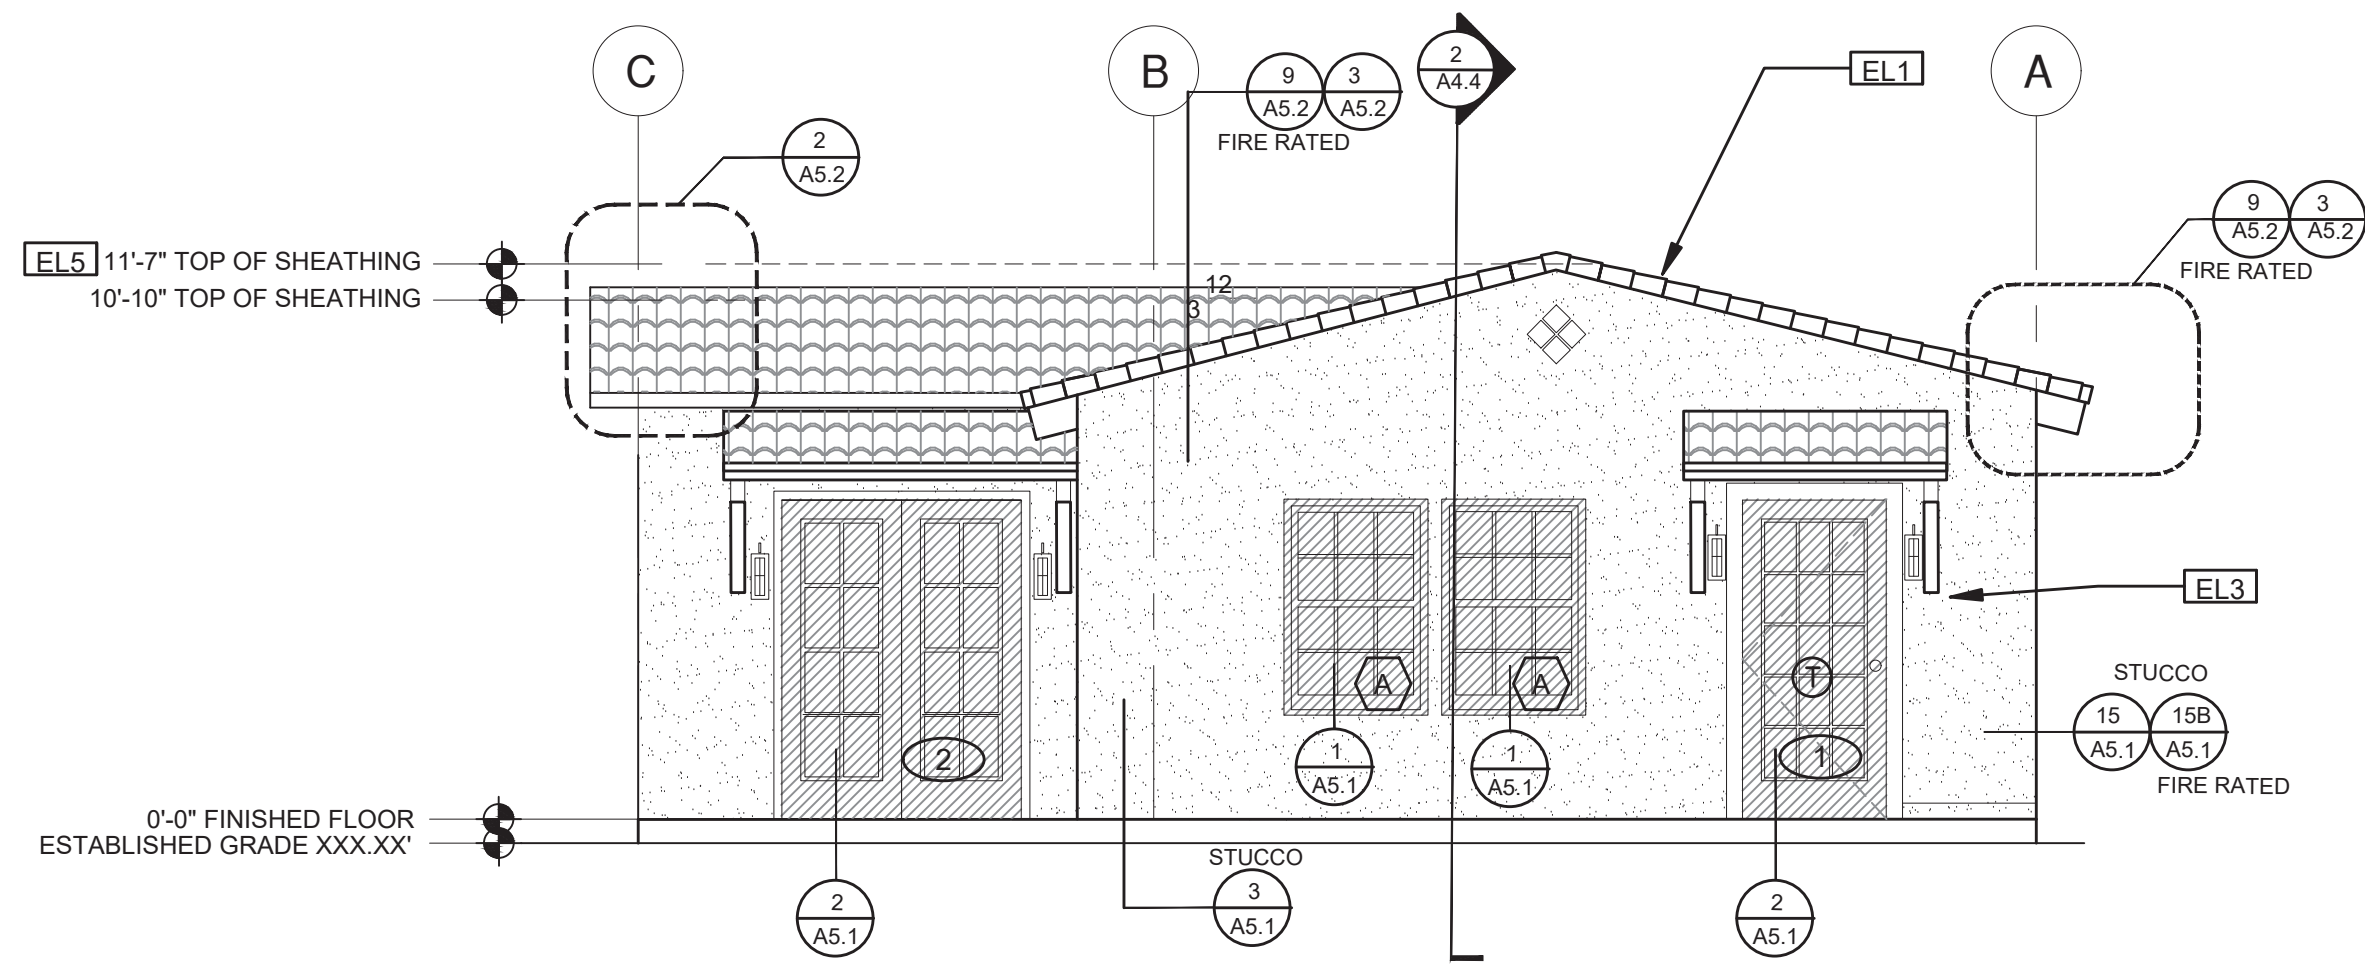 C
B
A
9
A5.2
3
A5.2
FIRE RATED
2
A4.4
EL1
2
A5.2
9
A5.2
3
A5.2
FIRE RATED
EL5 11'-7" TOP OF SHEATHING
10'-10" TOP OF SHEATHING
12
3
EL3
T
A
A
STUCCO
15
A5.1
15B
A5.1
FIRE RATED
2
1
1
A5.1
1
A5.1
0'-0" FINISHED FLOOR
ESTABLISHED GRADE XXX.XX'
STUCCO
3
A5.1
2
A5.1
2
A5.1